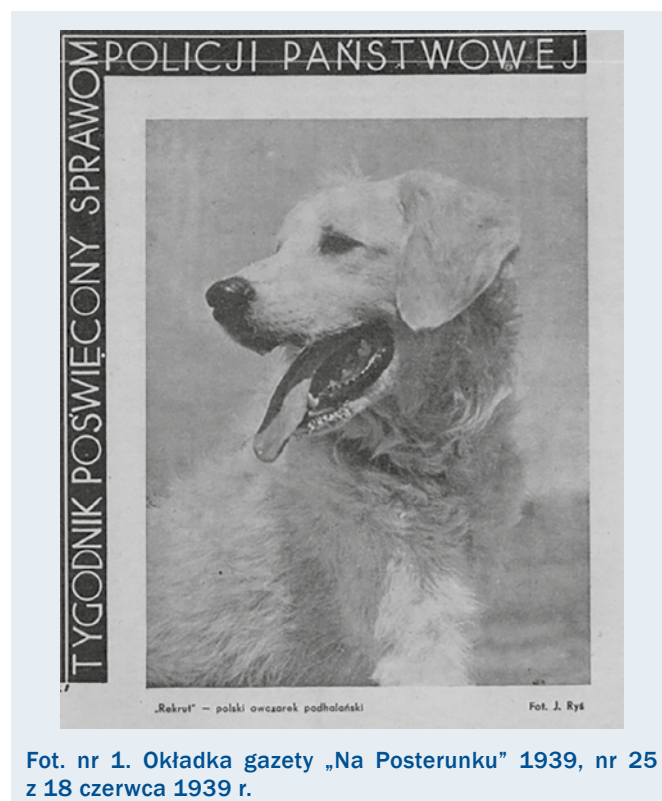 TYGODNIK POŚWIĘCONY SPRAWOM
POLICJI PAŃSTWOWEJ
„Rekrut" — polski owczarek podhalański
Fot. J. Ryś
Fot. nr 1. Okładka gazety „Na Posterunku” 1939, nr 25
z 18 czerwca 1939 r.